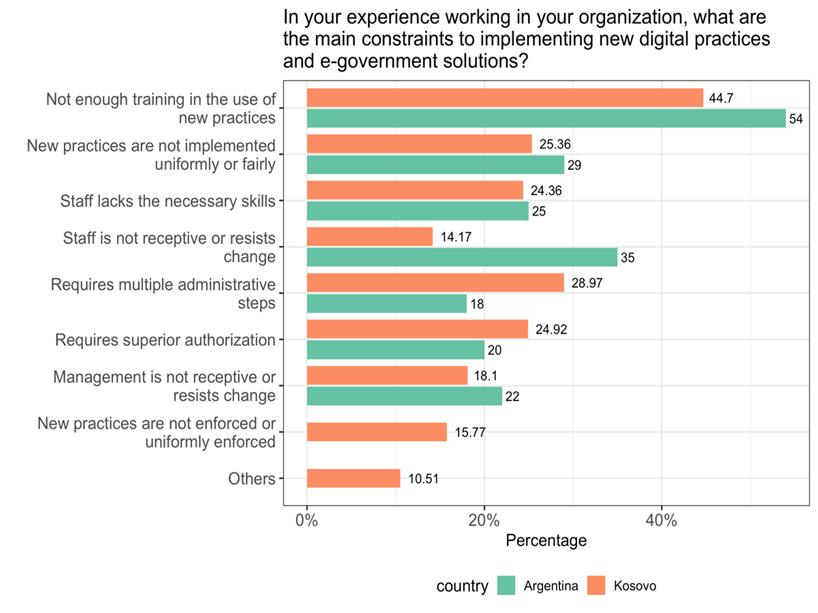 In your experience working in your organization, what are
the main constraints to implementing new digital practices
and e-government solutions?
Not enough training in the use of
new practices
44.7
54
New practices are not implemented
uniformly or fairly
25.36
29
Staff lacks the necessary skills
24.36
25
Staff is not receptive or resists
change
14.17
35
Requires multiple administrative
steps
28.97
18
Requires superior authorization
24.92
20
Management is not receptive or
resists change
18.1
22
New practices are not enforced or
uniformly enforced
15.77
Others
10.51
0% 20% 40%
Percentage
country Argentina Kosovo